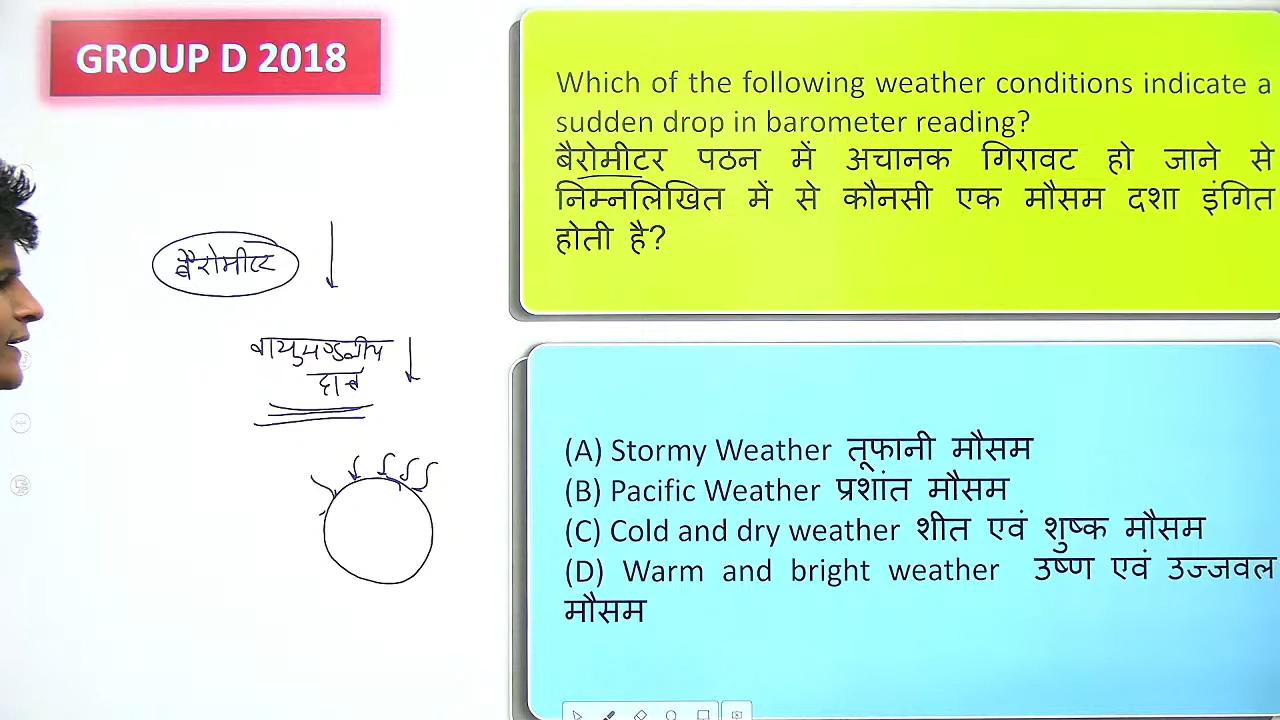 GROUP D 2018
Which of the following weather conditions indicate a
sudden drop in barometer reading?
बैरोमीटर पठन में अचानक गिरावट हो जाने से
निम्नलिखित में से कौनसी एक मौसम दशा इंगित
होती है?
बैरोमीटर
वायुमण्डलीय
दाब
(A) Stormy Weather तूफानी मौसम
(B) Pacific Weather प्रशांत मौसम
(C) Cold and dry weather शीत एवं शुष्क मौसम
(D) Warm and bright weather उष्ण एवं उज्जवल
मौसम